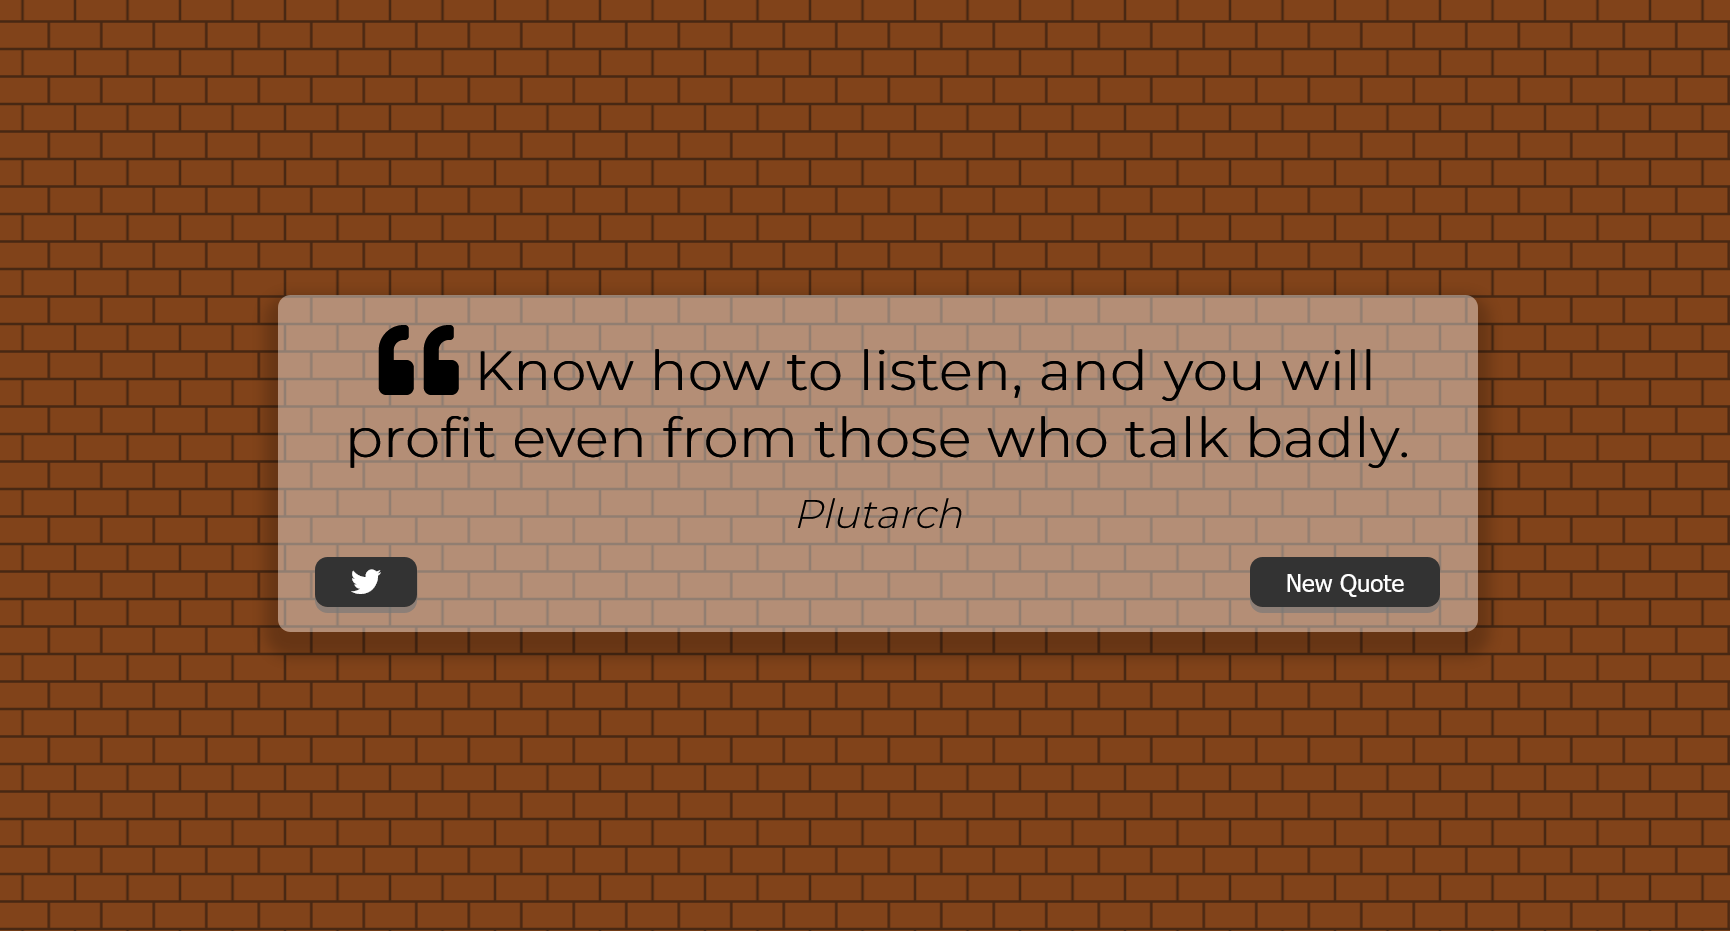 Know how to listen, and you will
profit even from those who talk badly.
Plutarch
New Quote